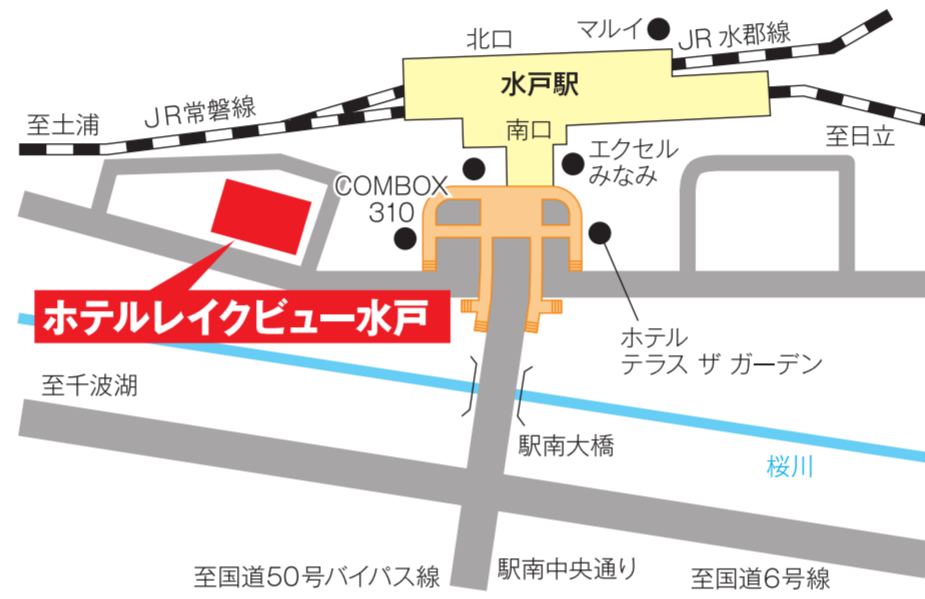 マルイ
北口
JR 水郡線
水戸駅
JR常磐線
至土浦
南口
至日立
エクセル
みなみ
COMBOX
310
ホテルレイクビュー水戸
ホテル
テラス ザ ガーデン
至千波湖
駅南大橋
桜川
至国道50号バイパス線
駅南中央通り
至国道6号線